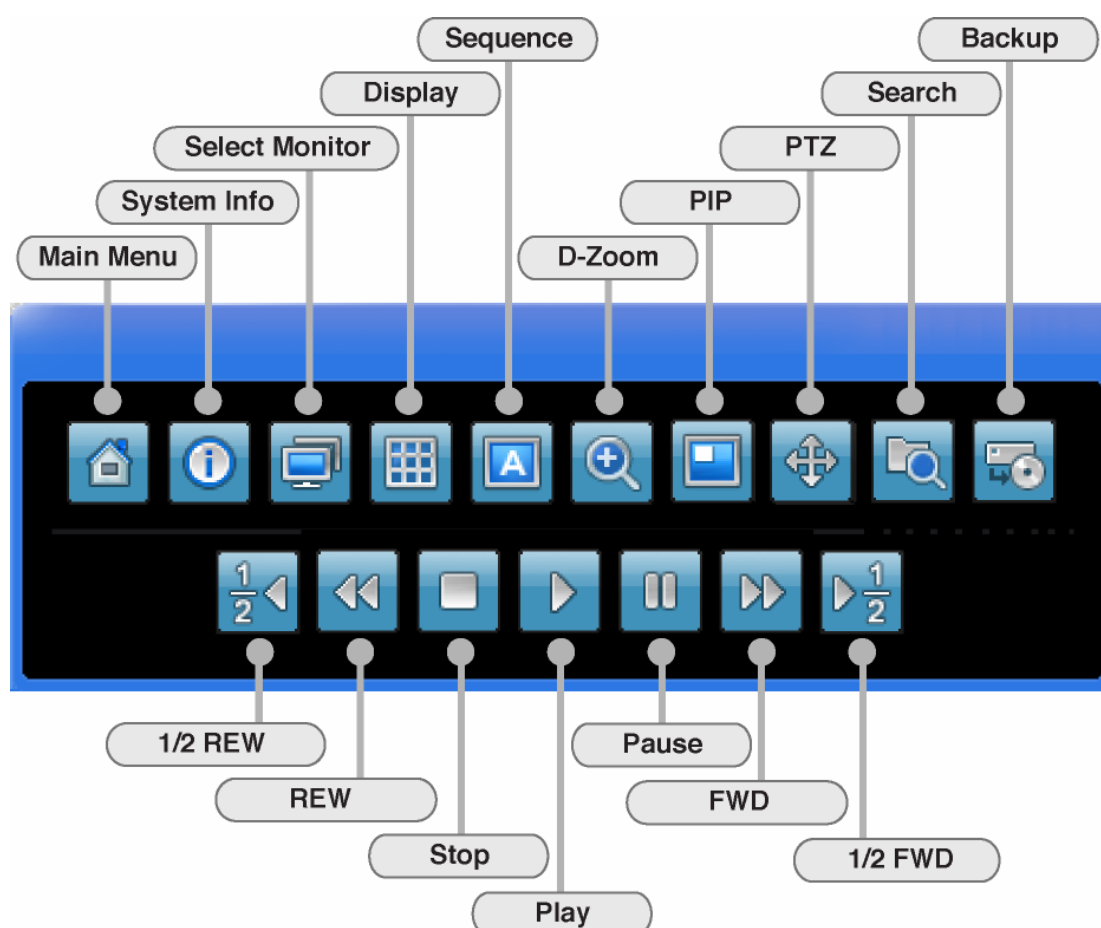 Sequence
Backup
Display
Search
Select Monitor
PTZ
System Info
PIP
Main Menu
D-Zoom
i
A
1/2
1/2
1/2 REW
Pause
REW
FWD
Stop
1/2 FWD
Play